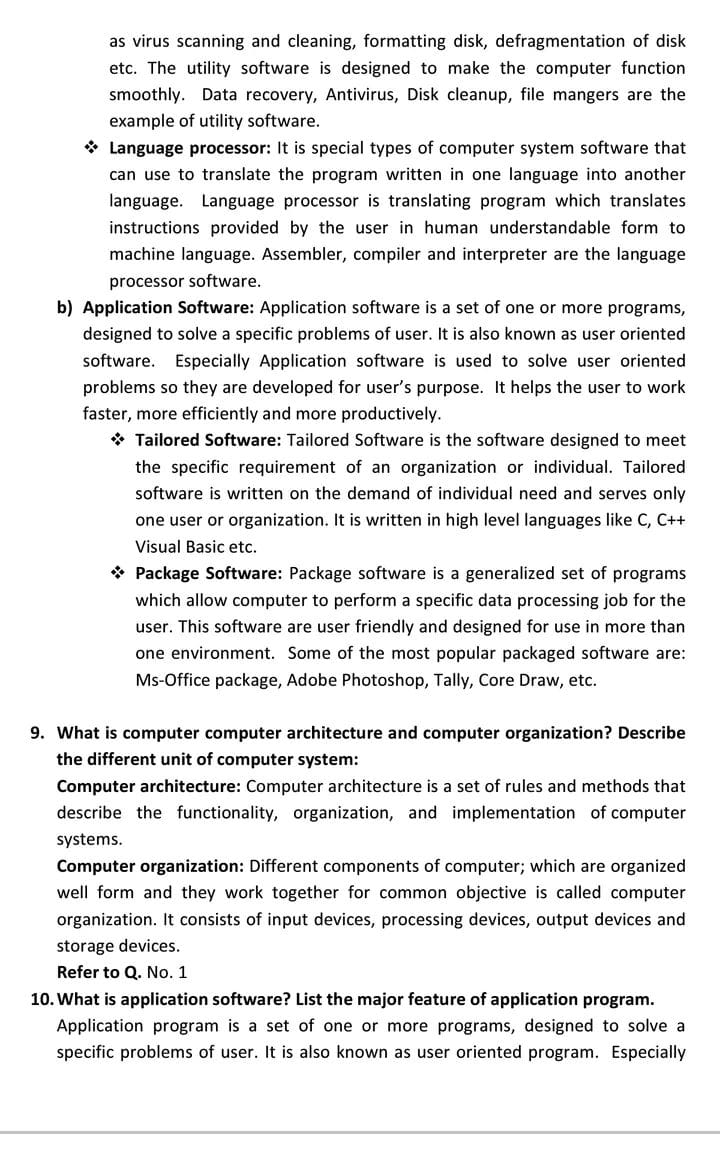 as virus scanning and cleaning, formatting disk, defragmentation of disk
etc. The utility software is designed to make the computer function
smoothly. Data recovery, Antivirus, Disk cleanup, file mangers are the
example of utility software.
❖ Language processor: It is special types of computer system software that
can use to translate the program written in one language into another
language. Language processor is translating program which translates
instructions provided by the user in human understandable form to
machine language. Assembler, compiler and interpreter are the language
processor software.
b) Application Software: Application software is a set of one or more programs,
designed to solve a specific problems of user. It is also known as user oriented
software. Especially Application software is used to solve user oriented
problems so they are developed for user’s purpose. It helps the user to work
faster, more efficiently and more productively.
❖ Tailored Software: Tailored Software is the software designed to meet
the specific requirement of an organization or individual. Tailored
software is written on the demand of individual need and serves only
one user or organization. It is written in high level languages like C, C++
Visual Basic etc.
❖ Package Software: Package software is a generalized set of programs
which allow computer to perform a specific data processing job for the
user. This software are user friendly and designed for use in more than
one environment. Some of the most popular packaged software are:
Ms-Office package, Adobe Photoshop, Tally, Core Draw, etc.
9. What is computer computer architecture and computer organization? Describe
the different unit of computer system:
Computer architecture: Computer architecture is a set of rules and methods that
describe the functionality, organization, and implementation of computer
systems.
Computer organization: Different components of computer; which are organized
well form and they work together for common objective is called computer
organization. It consists of input devices, processing devices, output devices and
storage devices.
Refer to Q. No. 1
10. What is application software? List the major feature of application program.
Application program is a set of one or more programs, designed to solve a
specific problems of user. It is also known as user oriented program. Especially